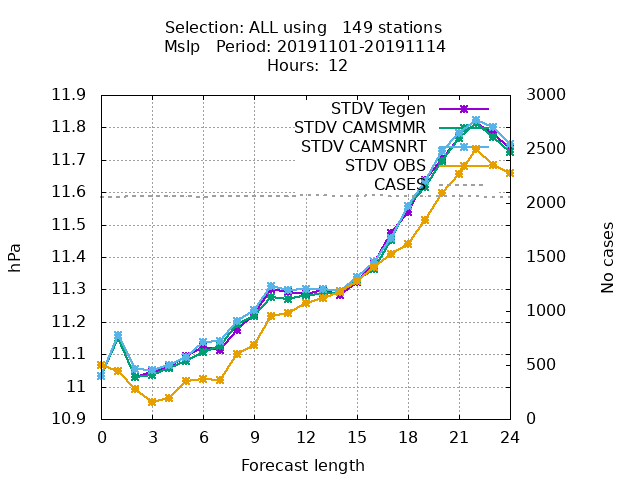 Selection: ALL using   149 stations
Mslp   Period: 20191101-20191114
Hours: 12
11.9
11.8
11.7
11.6
11.5
11.4
11.3
11.2
11.1
11
10.9
hPa
STDV Tegen
STDV CAMSMMR
STDV CAMSNRT
STDV OBS
CASES
3000
2500
2000
1500
1000
500
0
No cases
0 3 6 9 12 15 18 21 24
Forecast length